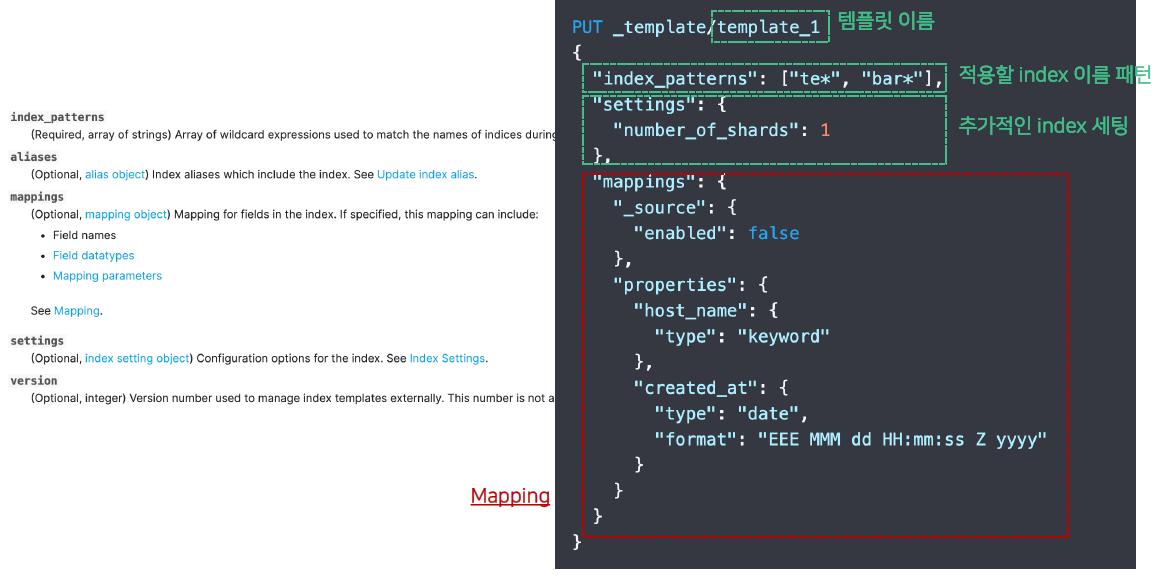 index_patterns
(Required, array of strings) Array of wildcard expressions used to match the names of indices during
aliases
(Optional, alias object) Index aliases which include the index. See Update index alias.
mappings
(Optional, mapping object) Mapping for fields in the index. If specified, this mapping can include:
• Field names
• Field datatypes
• Mapping parameters
See Mapping.
settings
(Optional, index setting object) Configuration options for the index. See Index Settings.
version
(Optional, integer) Version number used to manage index templates externally. This number is not a
Mapping
PUT _template/template_1 템플릿 이름
{
"index_patterns": ["te*", "bar*"], 적용할 index 이름 패턴
"settings": {
"number_of_shards": 1 추가적인 index 세팅
},
"mappings": {
"_source": {
"enabled": false
},
"properties": {
"host_name": {
"type": "keyword"
},
"created_at": {
"type": "date",
"format": "EEE MMM dd HH:mm:ss Z yyyy"
}
}
}
}